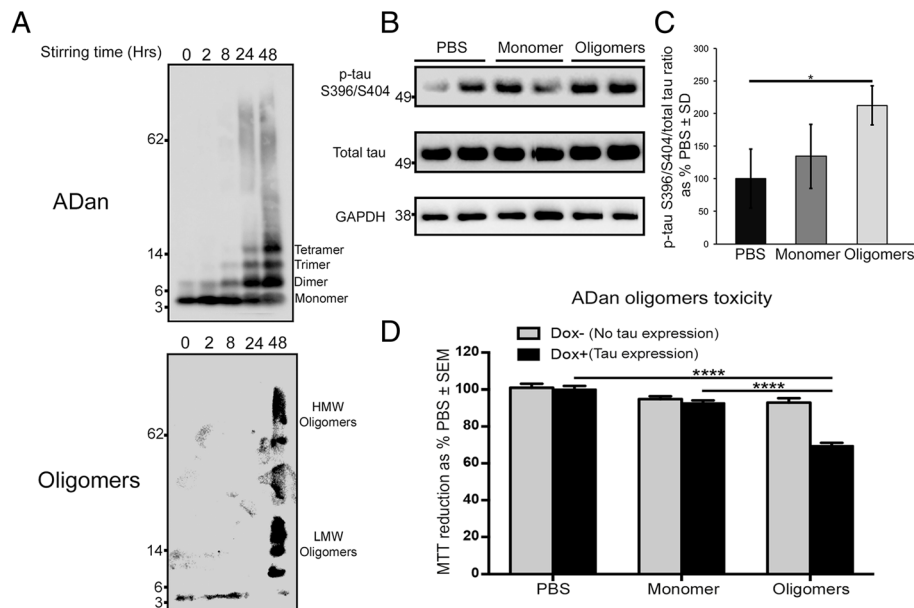 A
Stirring time (Hrs)
0 2 8 24 48
62
14
6
3
ADan
Tetramer
Trimer
Dimer
Monomer
0 2 8 24 48
62
14
6
3
Oligomers
HMW
Oligomers
LMW
Oligomers
B
PBS Monomer Oligomers
p-tau
S396/S404
49
Total tau
49
GAPDH
38
C
p-tau S396/S404/total tau ratio
as % PBS ± SD
300
250
200
150
100
50
0
*
PBS Monomer Oligomers
ADan oligomers toxicity
D
Dox- (No tau expression)
Dox+(Tau expression)
MTT reduction as % PBS ± SEM
120
100
80
60
40
20
0
****
****
PBS Monomer Oligomers